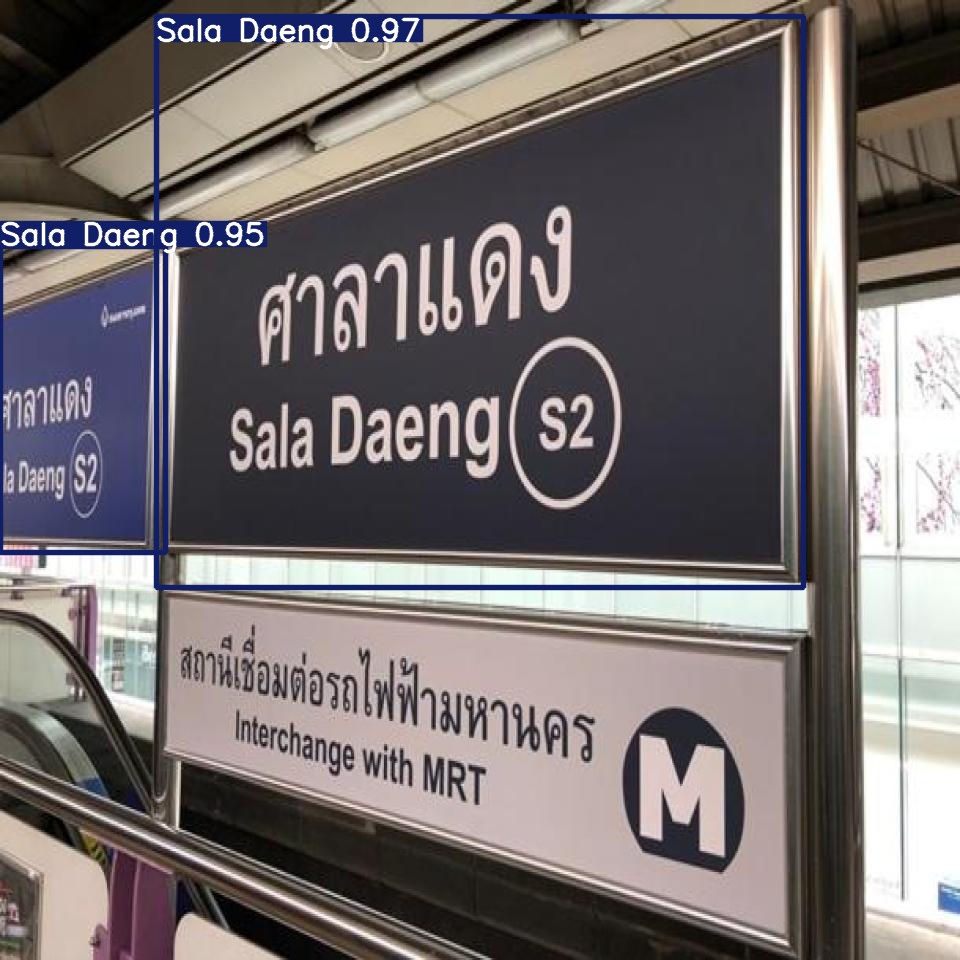 Sala Daeng 0.97
ศาลาแดง
Sala Daeng S2
Sala Daeng 0.95
ศาลาแดง
la Daeng S2
สถานีเชื่อมต่อรถไฟฟ้ามหานคร
Interchange with MRT
M